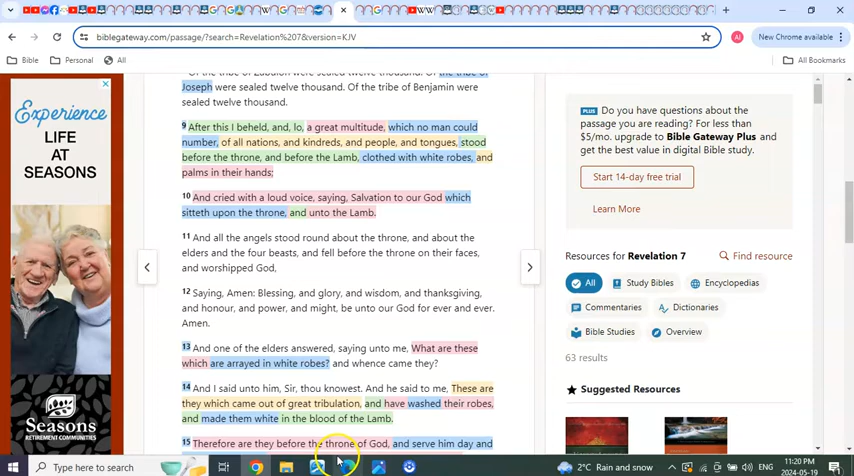 biblegateway.com/passage/?search=Revelation%207&version=KJV
New Chrome available
Bible
Personal
All
All Bookmarks
Experience
LIFE
AT
SEASONS
Seasons
RETIREMENT COMMUNITIES
Of the tribe of Zabulon were sealed twelve thousand. Of the tribe of
Joseph were sealed twelve thousand. Of the tribe of Benjamin were
sealed twelve thousand.
9 After this I beheld, and, lo, a great multitude, which no man could
number, of all nations, and kindreds, and people, and tongues, stood
before the throne, and before the Lamb, clothed with white robes, and
palms in their hands;
10 And cried with a loud voice, saying, Salvation to our God which
sitteth upon the throne, and unto the Lamb.
11 And all the angels stood round about the throne, and about the
elders and the four beasts, and fell before the throne on their faces,
and worshipped God,
12 Saying, Amen: Blessing, and glory, and wisdom, and thanksgiving,
and honour, and power, and might, be unto our God for ever and ever.
Amen.
13 And one of the elders answered, saying unto me, What are these
which are arrayed in white robes? and whence came they?
14 And I said unto him, Sir, thou knowest. And he said to me, These are
they which came out of great tribulation, and have washed their robes,
and made them white in the blood of the Lamb.
15 Therefore are they before the throne of God, and serve him day and
PLUS Do you have questions about the
passage you are reading? For less than
$5/mo. upgrade to Bible Gateway Plus and
get the best value in digital Bible study.
Start 14-day free trial
Learn More
Resources for Revelation 7
Find resource
All
Study Bibles
Encyclopedias
Commentaries
Dictionaries
Bible Studies
Overview
63 results
Suggested Resources
Type here to search
2°C Rain and snow
ENG
11:20 PM
2024-05-19